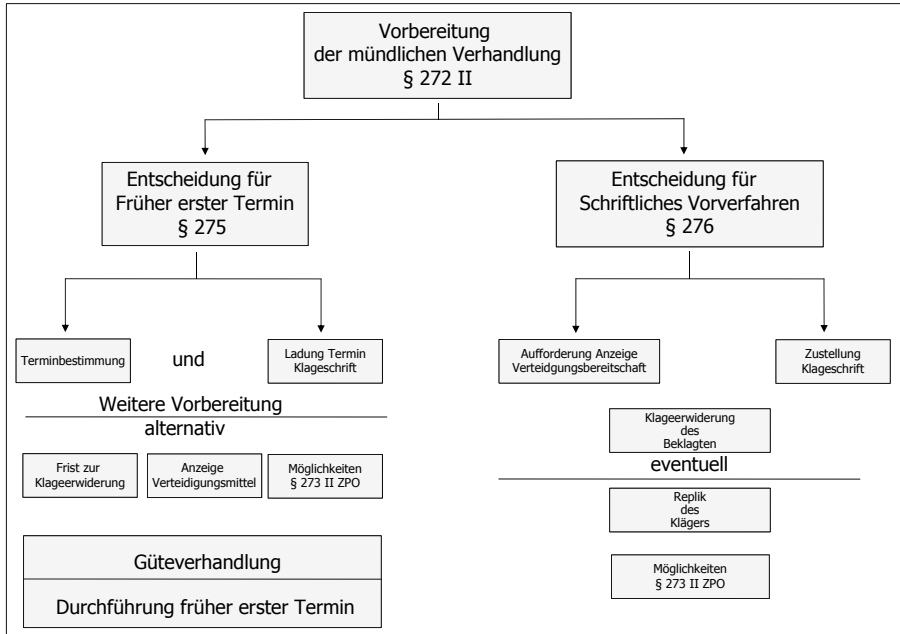 Vorbereitung
der mündlichen Verhandlung
§ 272 II
Entscheidung für
Früher erster Termin
§ 275
Entscheidung für
Schriftliches Vorverfahren
§ 276
Terminbestimmung
und
Ladung Termin
Klageschrift
Aufforderung Anzeige
Verteidgungsbereitschaft
Zustellung
Klageschrift
Weitere Vorbereitung
alternativ
Frist zur
Klageerwiderung
Anzeige
Verteidigungsmittel
Möglichkeiten
§ 273 II ZPO
Klageerwiderung
des
Beklagten
eventuell
Replik
des
Klägers
Möglichkeiten
§ 273 II ZPO
Güteverhandlung
Durchführung früher erster Termin